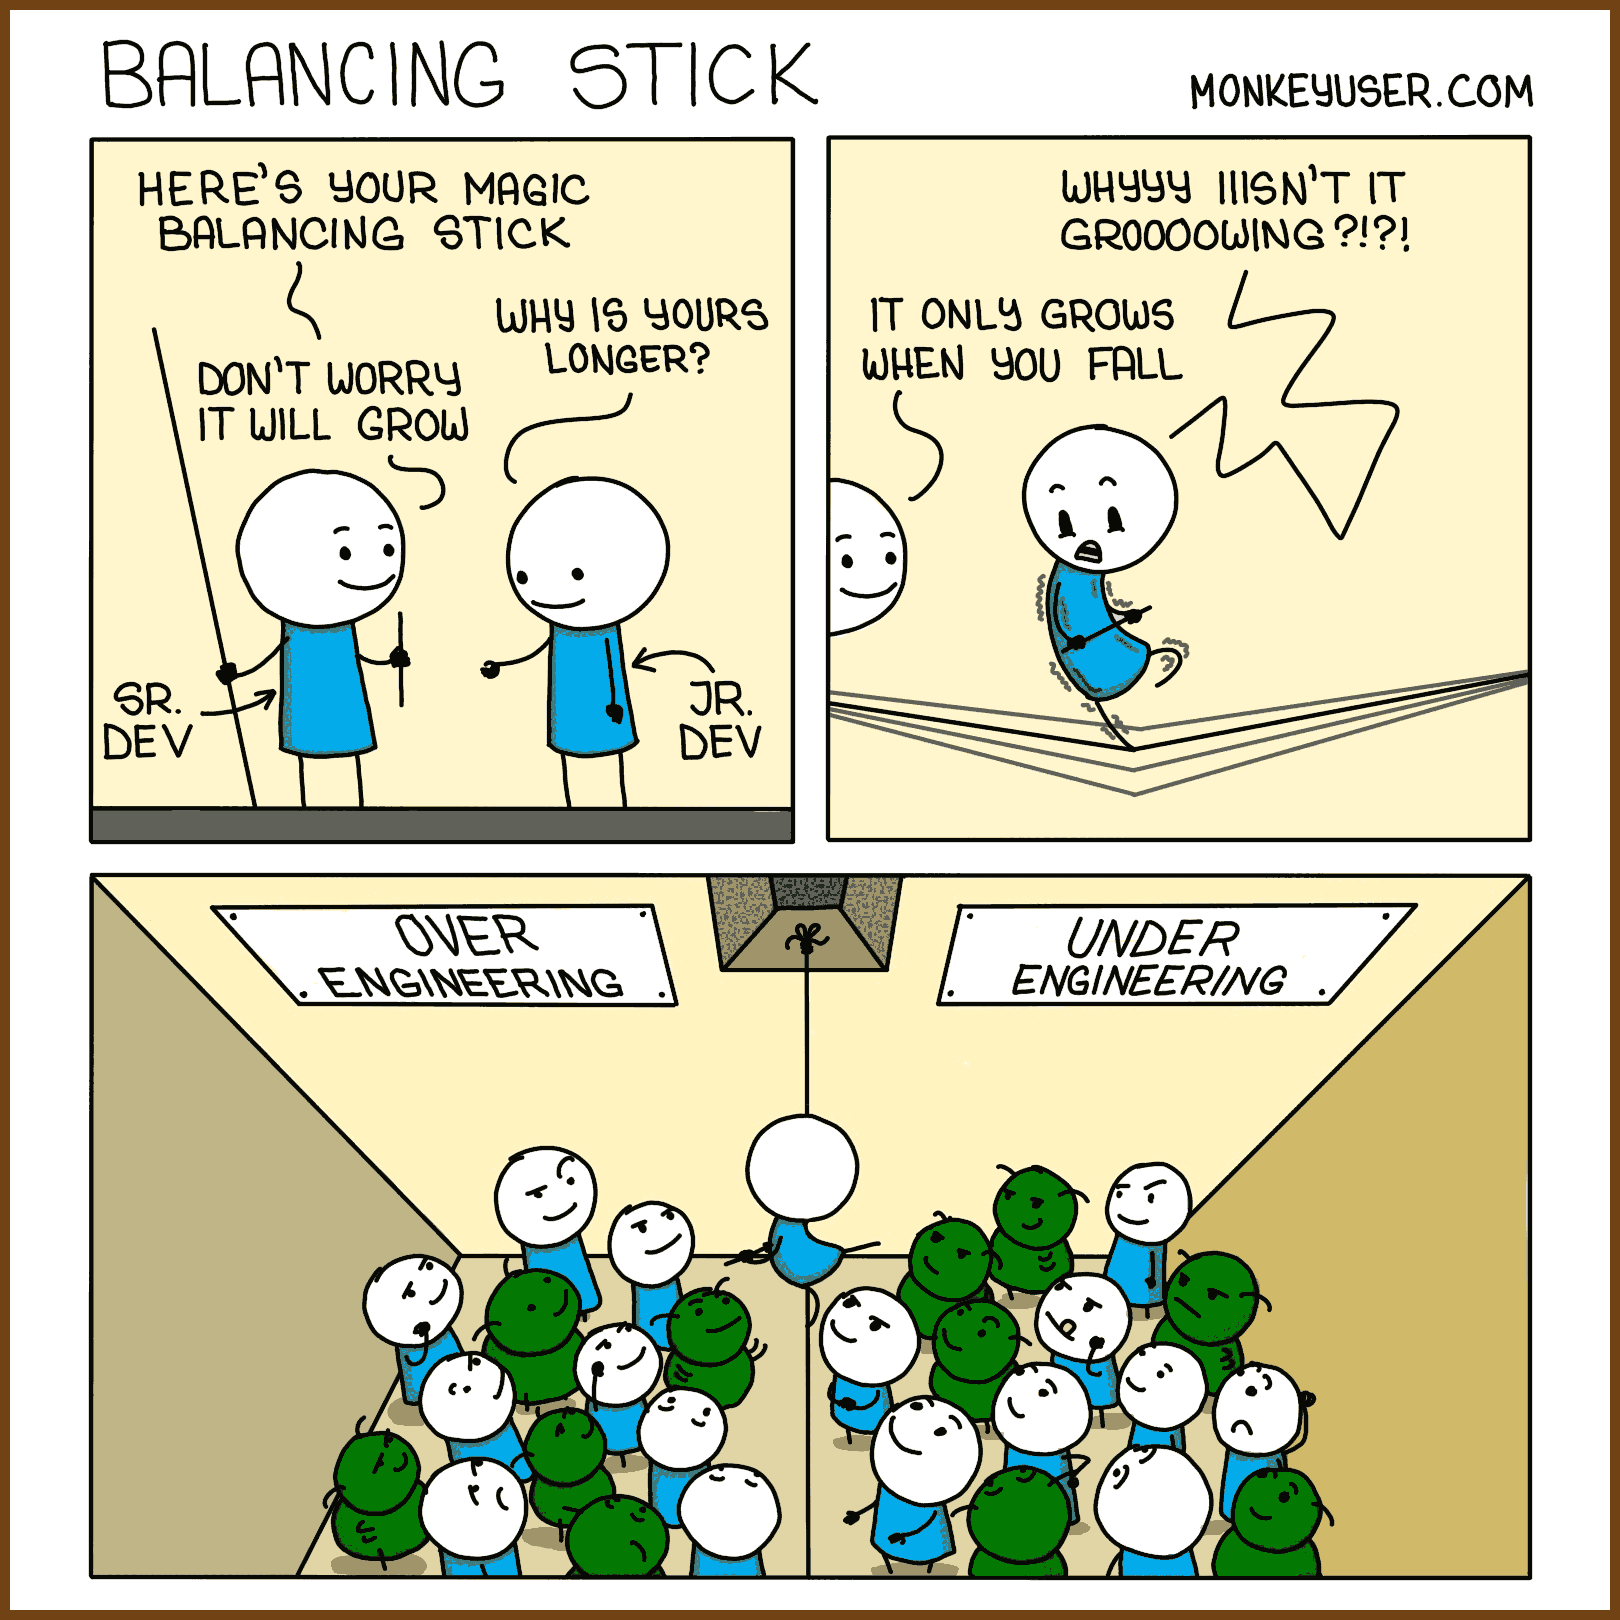 BALANCING STICK
MONKEYUSER.COM
HERE'S YOUR MAGIC
BALANCING STICK
WHY IS YOURS
LONGER?
DON'T WORRY
IT WILL GROW
SR.
DEV
JR.
DEV
WHYYY IIISN'T IT
GROOOOWING?!?!
IT ONLY GROWS
WHEN YOU FALL
OVER
ENGINEERING
UNDER
ENGINEERING